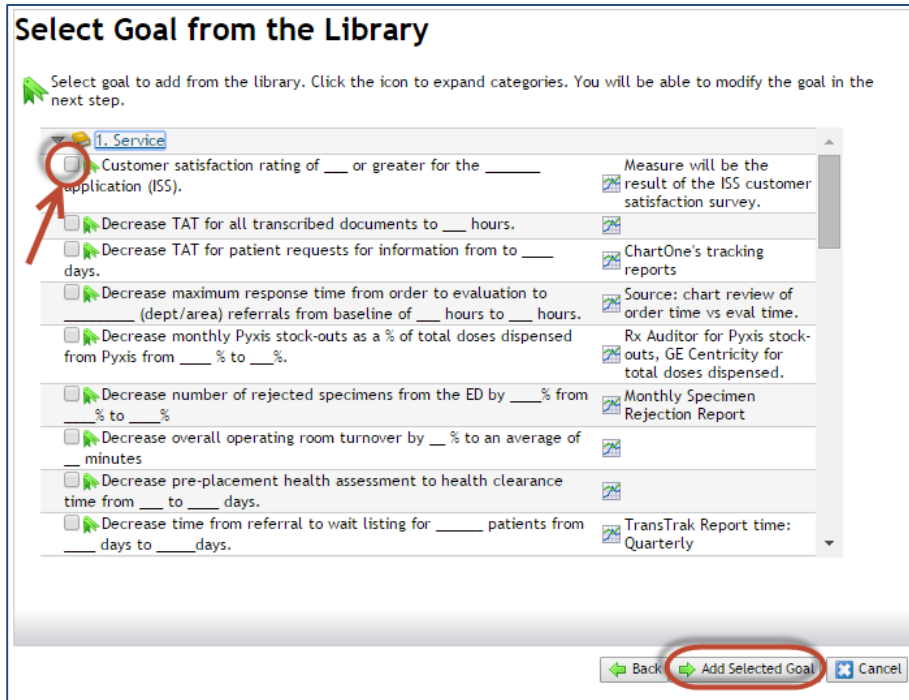 Select Goal from the Library
Select goal to add from the library. Click the icon to expand categories. You will be able to modify the goal in the
next step.
1. Service
Customer satisfaction rating of ___ or greater for the _______
application (ISS).
Measure will be the
result of the ISS customer
satisfaction survey.
Decrease TAT for all transcribed documents to ___ hours.
Decrease TAT for patient requests for information from to ____
days.
ChartOne's tracking
reports
Decrease maximum response time from order to evaluation to
_________ (dept/area) referrals from baseline of ___ hours to ___ hours.
Source: chart review of
order time vs eval time.
Decrease monthly Pyxis stock-outs as a % of total doses dispensed
from Pyxis from ____ % to ___%.
Rx Auditor for Pyxis stock-
outs, GE Centricity for
total doses dispensed.
Decrease number of rejected specimens from the ED by ____% from
____% to ____%
Monthly Specimen
Rejection Report
Decrease overall operating room turnover by __ % to an average of
__ minutes
Decrease pre-placement health assessment to health clearance
time from ___ to ____ days.
Decrease time from referral to wait listing for ______ patients from
____ days to _____days.
TransTrak Report time:
Quarterly
Back Add Selected Goal Cancel